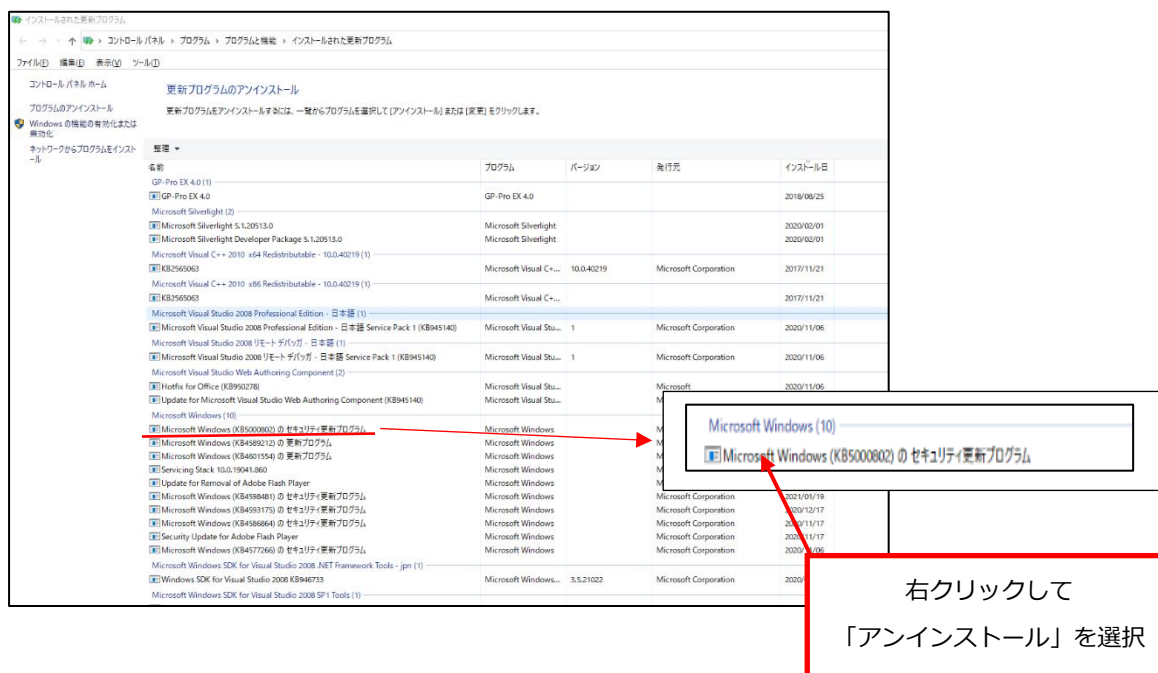 インストールされた更新プログラム
コントロール パネル › プログラム › プログラムと機能 › インストールされた更新プログラム
ファイル(F) 編集(E) 表示(V) ツール(T)
コントロール パネル ホーム
プログラムのアンインストール
Windows の機能の有効化または
無効化
ネットワークからプログラムをインスト
ール
更新プログラムのアンインストール
更新プログラムをアンインストールするには、一覧からプログラムを選択して [アンインストール] または [変更] をクリックします。
整理
名前 プログラム バージョン 発行元 インストール日
GP-Pro EX 4.0 (1)
GP-Pro EX 4.0 GP-Pro EX 4.0 2018/08/25
Microsoft Silverlight (2)
Microsoft Silverlight 5.1.20513.0 Microsoft Silverlight 2020/02/01
Microsoft Silverlight Developer Package 5.1.20513.0 Microsoft Silverlight 2020/02/01
Microsoft Visual C++ 2010 x64 Redistributable - 10.0.40219 (1)
KB2565063 Microsoft Visual C+... 10.0.40219 Microsoft Corporation 2017/11/21
Microsoft Visual C++ 2010 x86 Redistributable - 10.0.40219 (1)
KB2565063 Microsoft Visual C+... 2017/11/21
Microsoft Visual Studio 2008 Professional Edition - 日本語 (1)
Microsoft Visual Studio 2008 Professional Edition - 日本語 Service Pack 1 (KB945140) Microsoft Visual Stu... 1 Microsoft Corporation 2020/11/06
Microsoft Visual Studio 2008 リモート デバッガ - 日本語 (1)
Microsoft Visual Studio 2008 リモート デバッガ - 日本語 Service Pack 1 (KB945140) Microsoft Visual Stu... 1 Microsoft Corporation 2020/11/06
Microsoft Visual Studio Web Authoring Component (2)
Hotfix for Office (KB950278) Microsoft Visual Stu... Microsoft 2020/11/06
Update for Microsoft Visual Studio Web Authoring Component (KB945140) Microsoft Visual Stu... M
Microsoft Windows (10)
Microsoft Windows (KB5000802) の セキュリティ更新プログラム Microsoft Windows M
Microsoft Windows (KB4589212) の 更新プログラム Microsoft Windows M
Microsoft Windows (KB4601554) の 更新プログラム Microsoft Windows M
Servicing Stack 10.0.19041.860 Microsoft Windows M
Update for Removal of Adobe Flash Player Microsoft Windows M
Microsoft Windows (KB4598481) の セキュリティ更新プログラム Microsoft Windows Microsoft Corporation 2021/01/19
Microsoft Windows (KB4593175) の セキュリティ更新プログラム Microsoft Windows Microsoft Corporation 2020/12/17
Microsoft Windows (KB4586864) の セキュリティ更新プログラム Microsoft Windows Microsoft Corporation 2020/11/17
Security Update for Adobe Flash Player Microsoft Windows Microsoft Corporation 2020/11/17
Microsoft Windows (KB4577266) の セキュリティ更新プログラム Microsoft Windows Microsoft Corporation 2020/11/06
Microsoft Windows SDK for Visual Studio 2008 .NET Framework Tools - jpn (1)
Windows SDK for Visual Studio 2008 KB946733 Microsoft Windows... 3.5.21022 Microsoft Corporation 2020/
Microsoft Windows SDK for Visual Studio 2008 SP1 Tools (1)
Microsoft Windows (10)
Microsoft Windows (KB5000802) の セキュリティ更新プログラム
右クリックして
「アンインストール」を選択